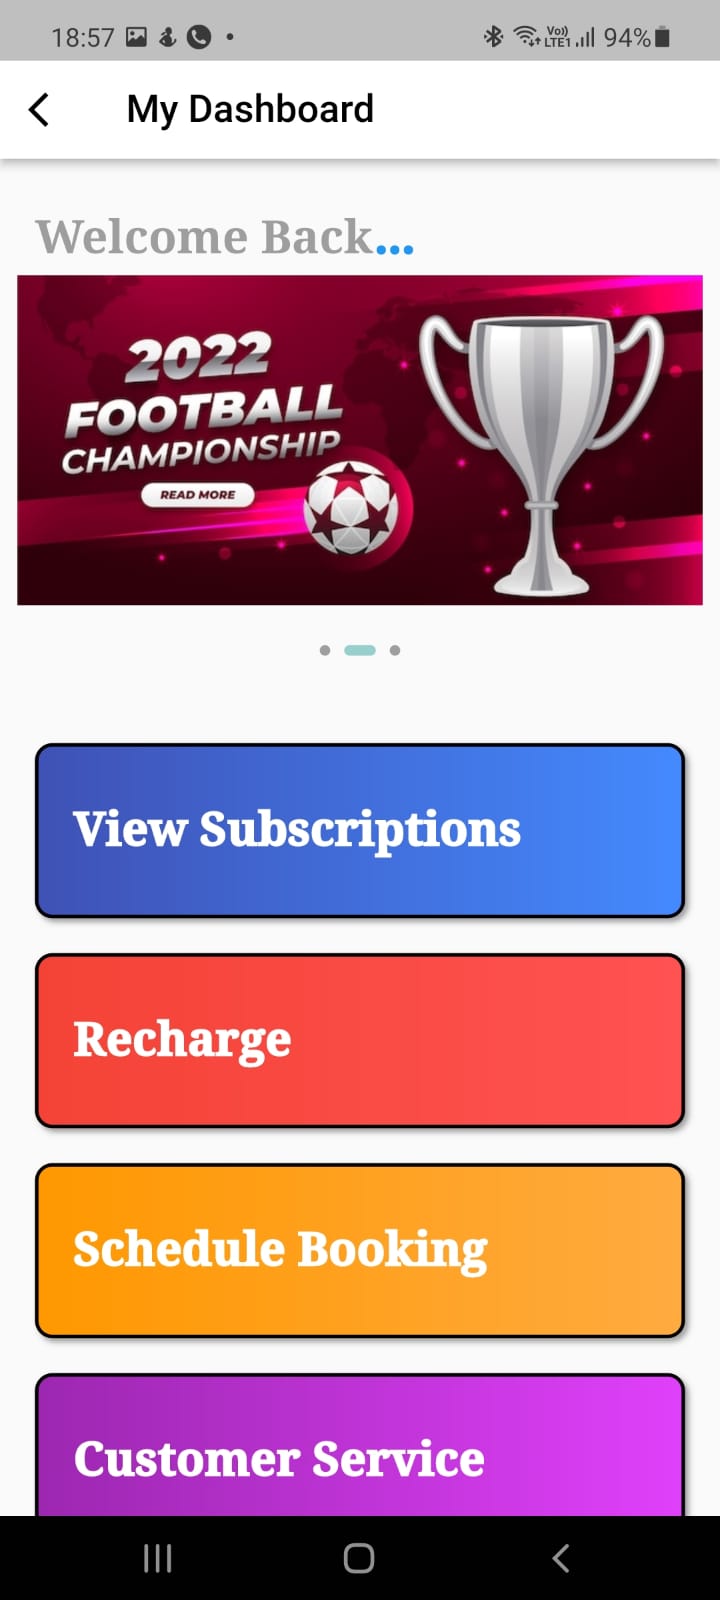 18:57
Vo))
LTE1
94%
My Dashboard
Welcome Back...
2022
FOOTBALL
CHAMPIONSHIP
READ MORE
View Subscriptions
Recharge
Schedule Booking
Customer Service